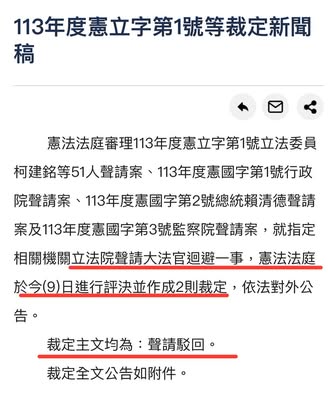 113年度憲立字第1號等裁定新聞
稿
憲法法庭審理113年度憲立字第1號立法委員
柯建銘等51人聲請案、113年度憲國字第1號行政
院聲請案、113年度憲國字第2號總統賴清德聲請
案及113年度憲國字第3號監察院聲請案，就指定
相關機關立法院聲請大法官迴避一事，憲法法庭
於今(9)日進行評決並作成2則裁定，依法對外公
告。
裁定主文均為：聲請駁回。
裁定全文公告如附件。